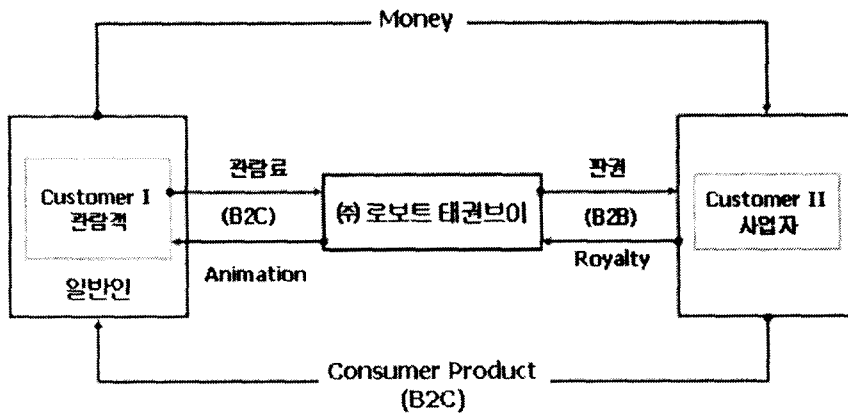 Money
관람료
판권
Customer I
관람객
(B2C)
㈜ 로보트 태권브이
(B2B)
Customer II
사업자
일반인
Animation
Royalty
Consumer Product
(B2C)